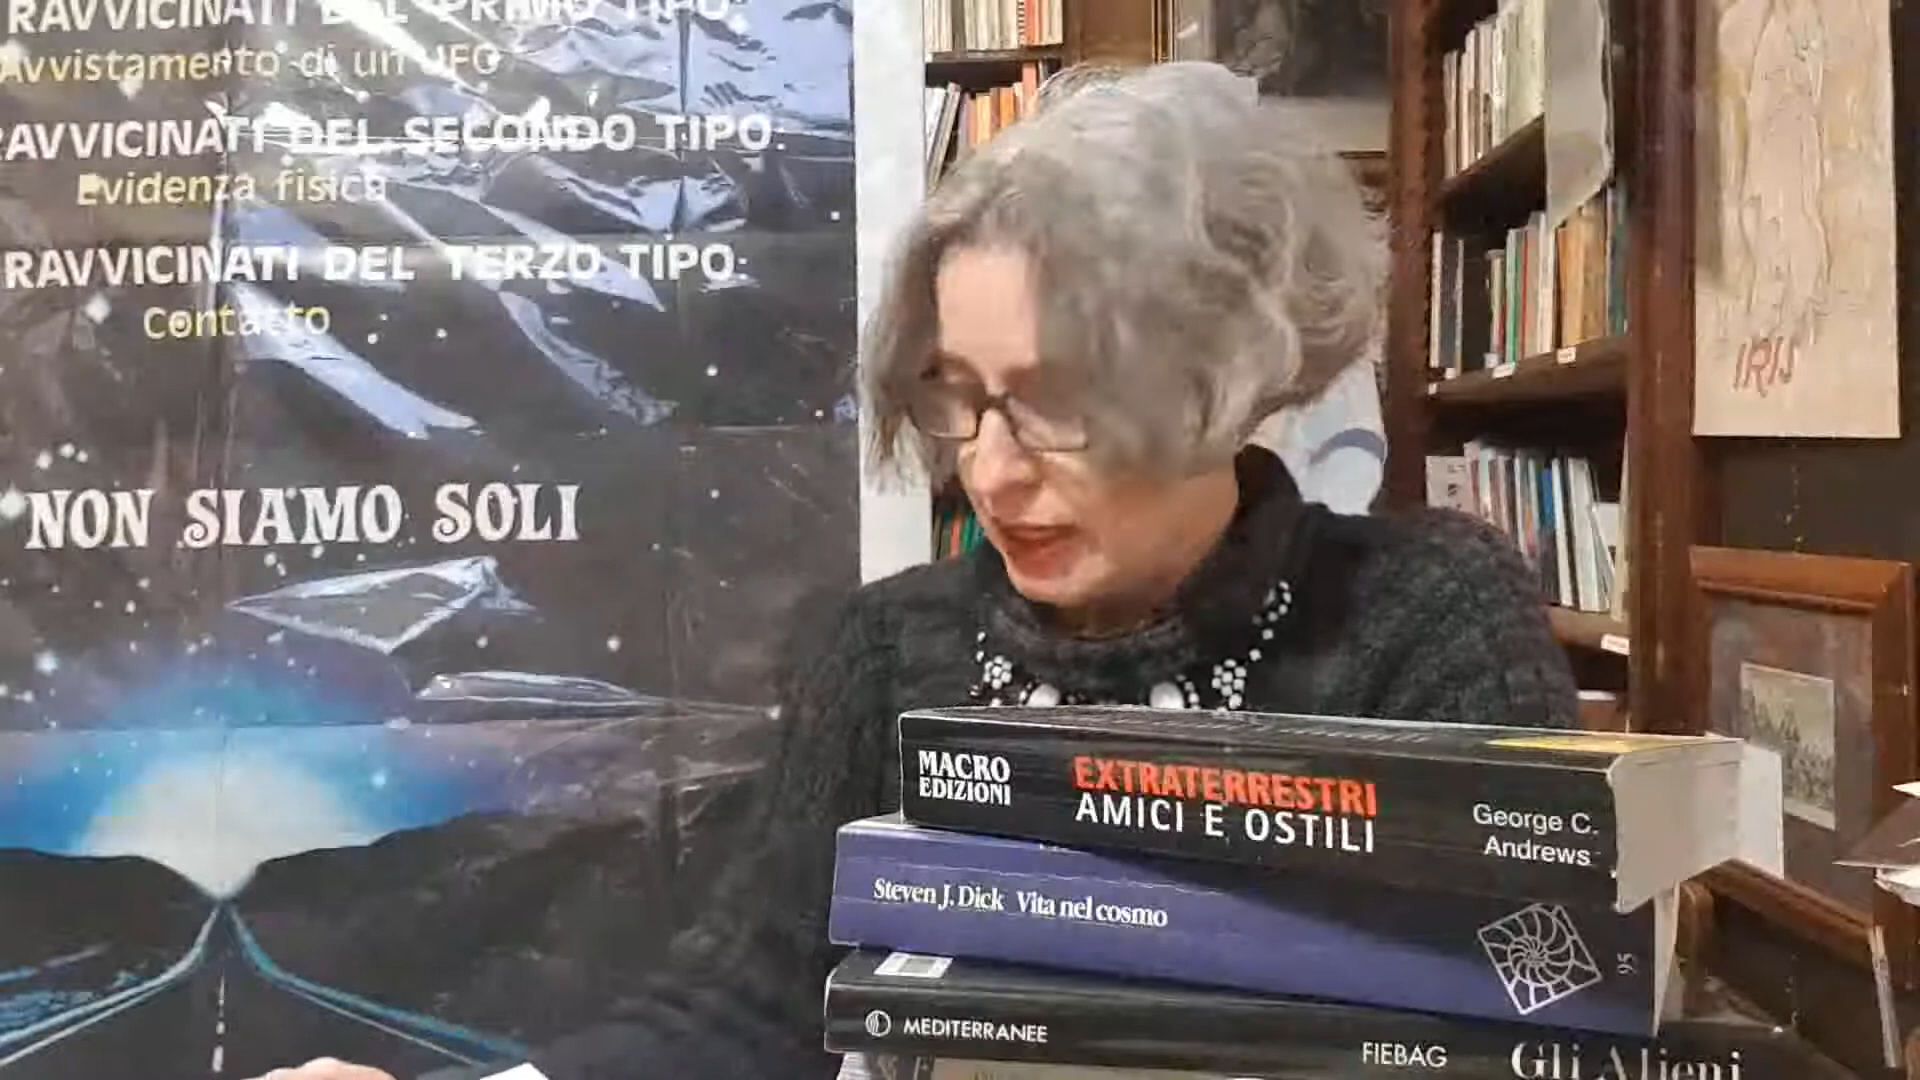 RAVVICINATI DEL PRIMO TIPO:
Avvistamento di un UFO
RAVVICINATI DEL SECONDO TIPO:
Evidenza fisica
RAVVICINATI DEL TERZO TIPO:
Contatto
NON SIAMO SOLI
IRIS
MACRO
EDIZIONI
EXTRATERRESTRI
AMICI E OSTILI
George C.
Andrews
Steven J. Dick Vita nel cosmo
95
MEDITERRANEE
FIEBAG
Gli Alieni